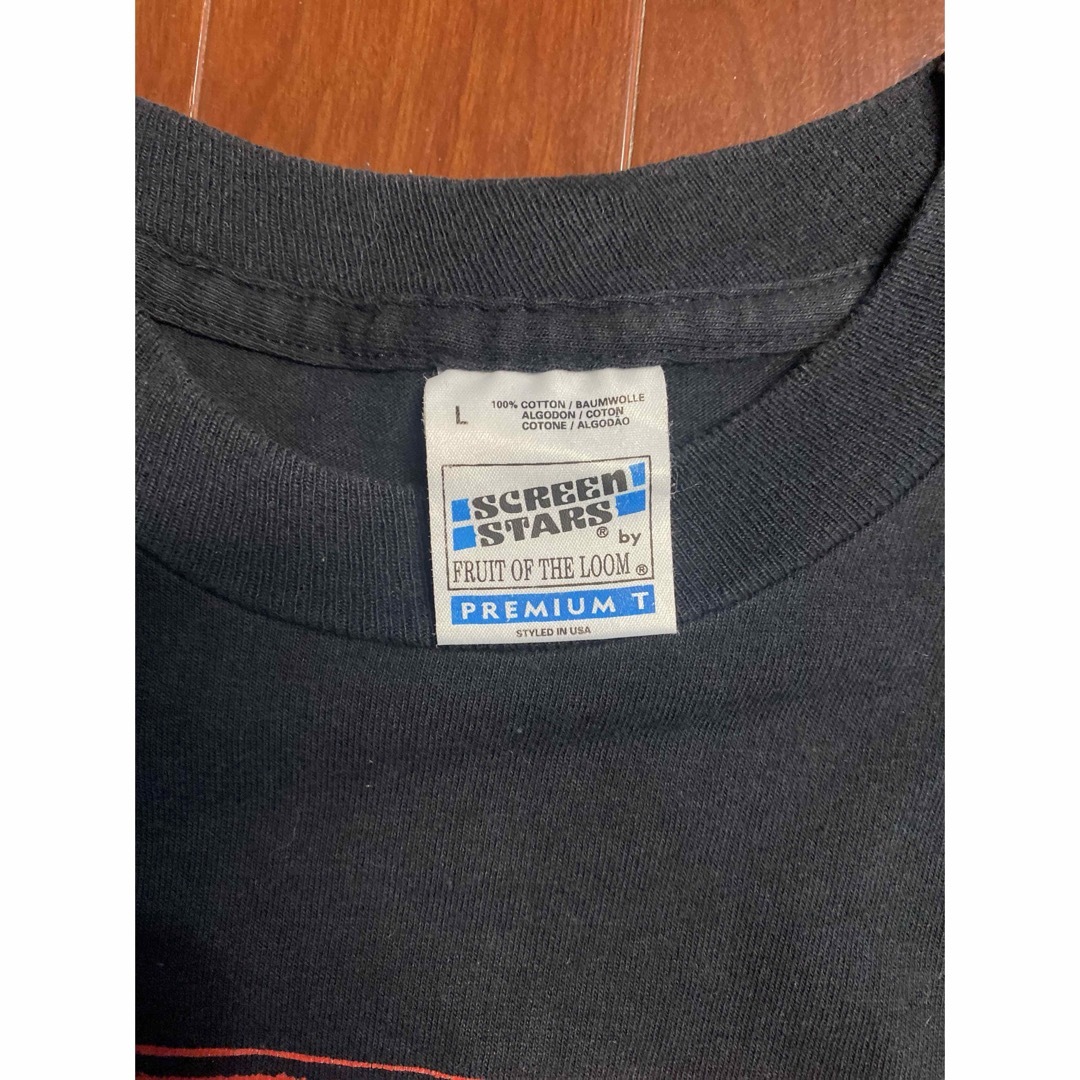 L
100% COTTON / BAUMWOLLE
ALGODON / COTON
COTONE / ALGODÃO
SCREEN
STARS® by
FRUIT OF THE LOOM®
PREMIUM T
STYLED IN USA